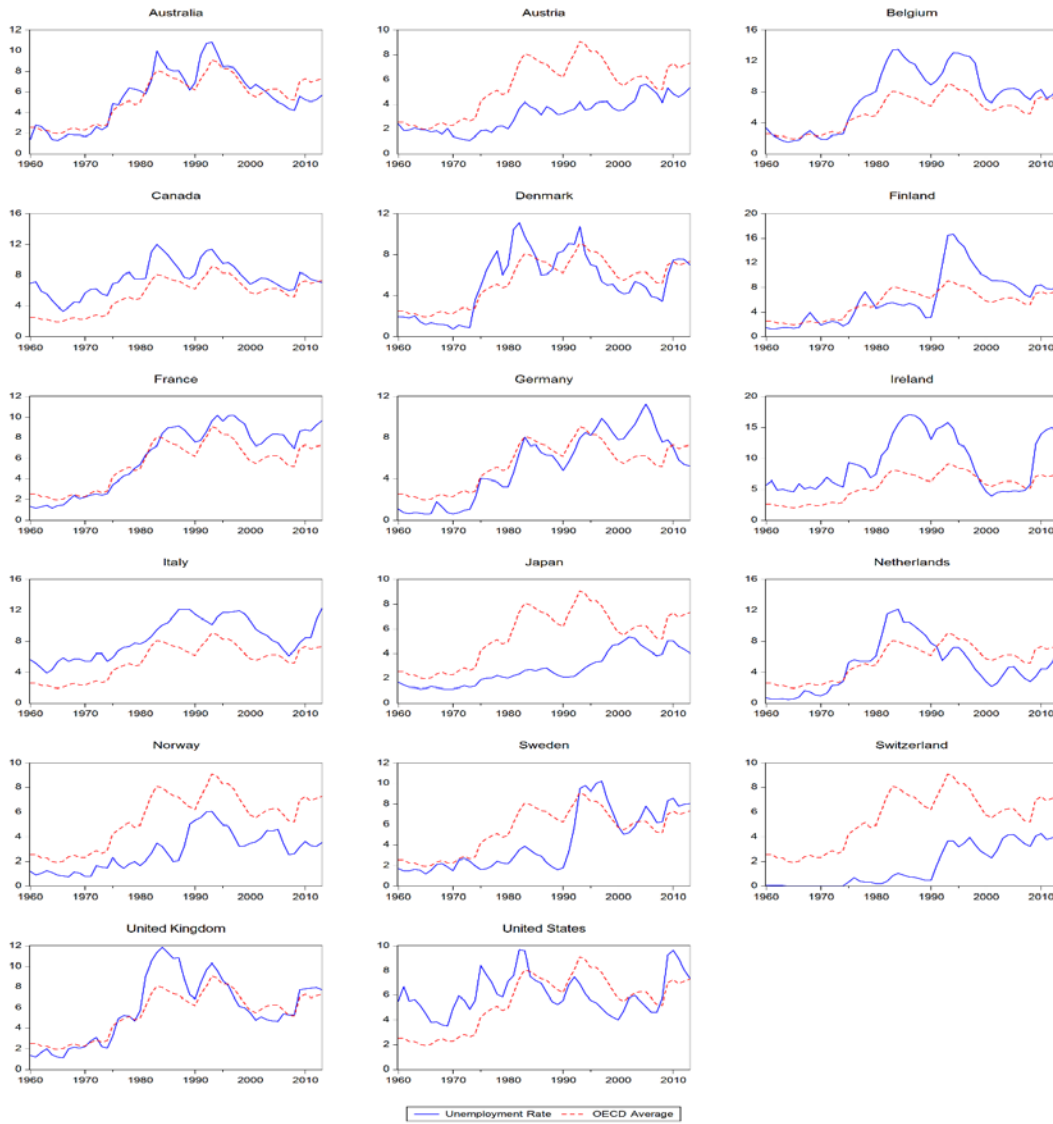 Australia Austria Belgium
12 10 16
10 8 12
8 6 8
6 4 4
4 2 0
2 0
0
1960 1970 1980 1990 2000 2010 1960 1970 1980 1990 2000 2010 1960 1970 1980 1990 2000 2010
Canada Denmark Finland
16 12 20
12 8 15
8 4 10
4 0 5
0 0
1960 1970 1980 1990 2000 2010 1960 1970 1980 1990 2000 2010 1960 1970 1980 1990 2000 2010
France Germany Ireland
12 12 20
10 10 15
8 8 10
6 6 5
4 4 0
2 2
0 0
1960 1970 1980 1990 2000 2010 1960 1970 1980 1990 2000 2010 1960 1970 1980 1990 2000 2010
Italy Japan Netherlands
16 10 16
12 8 12
8 6 8
4 4 4
0 2 0
0
1960 1970 1980 1990 2000 2010 1960 1970 1980 1990 2000 2010 1960 1970 1980 1990 2000 2010
Norway Sweden Switzerland
10 12 10
8 10 8
6 8 6
4 6 4
2 4 2
0 2 0
0
1960 1970 1980 1990 2000 2010 1960 1970 1980 1990 2000 2010 1960 1970 1980 1990 2000 2010
United Kingdom United States
12 12
10 10
8 8
6 6
4 4
2 2
0 0
1960 1970 1980 1990 2000 2010 1960 1970 1980 1990 2000 2010
Unemployment Rate OECD Average